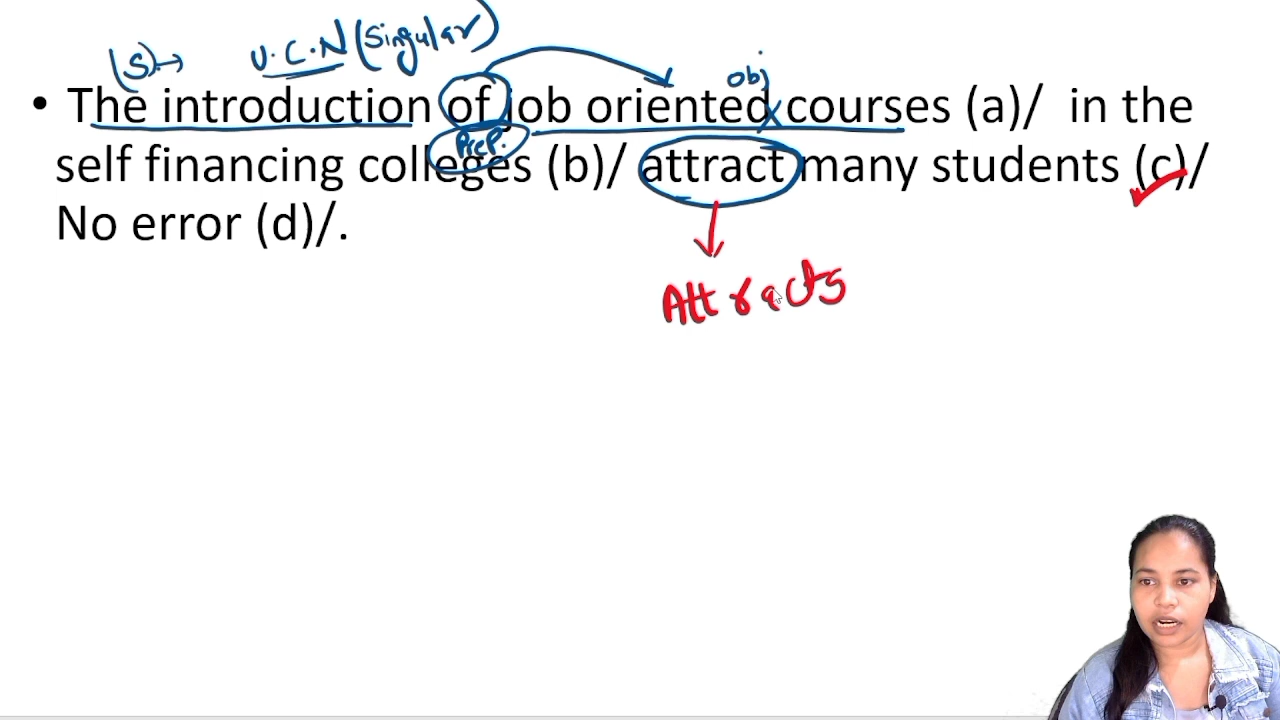 (S)→ U.C.N (Singular)
obj
• The introduction of job oriented courses (a)/ in the
Prep.
self financing colleges (b)/ attract many students (c)/
No error (d)/.
Attracts